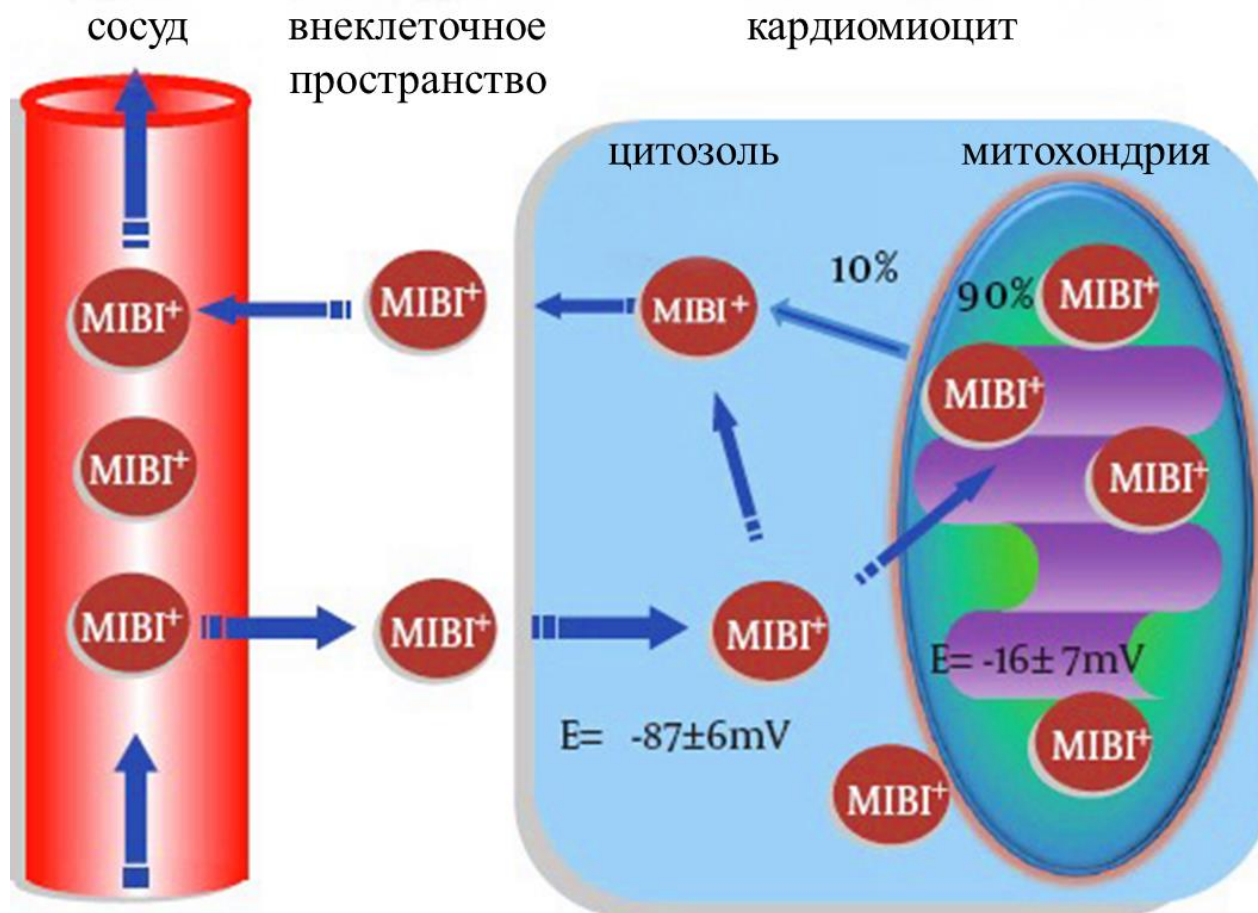 сосуд
внеклеточное
пространство
кардиомиоцит
цитозоль
митохондрия
10%
90%
MIBI+
MIBI+
MIBI+
MIBI+
MIBI+
MIBI+
MIBI+
MIBI+
MIBI+
MIBI+
MIBI+
E= -16± 7mV
E= -87±6mV
MIBI+
MIBI+